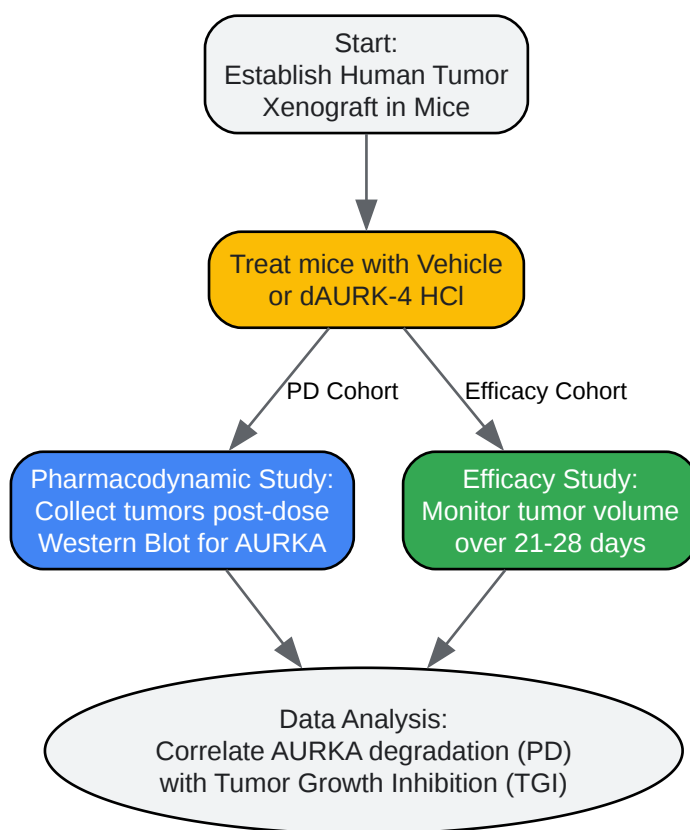 Start:
Establish Human Tumor
Xenograft in Mice
Treat mice with Vehicle
or dAURK-4 HCl
PD Cohort
Efficacy Cohort
Pharmacodynamic Study:
Collect tumors post-dose
Western Blot for AURKA
Efficacy Study:
Monitor tumor volume
over 21-28 days
Data Analysis:
Correlate AURKA degradation (PD)
with Tumor Growth Inhibition (TGI)